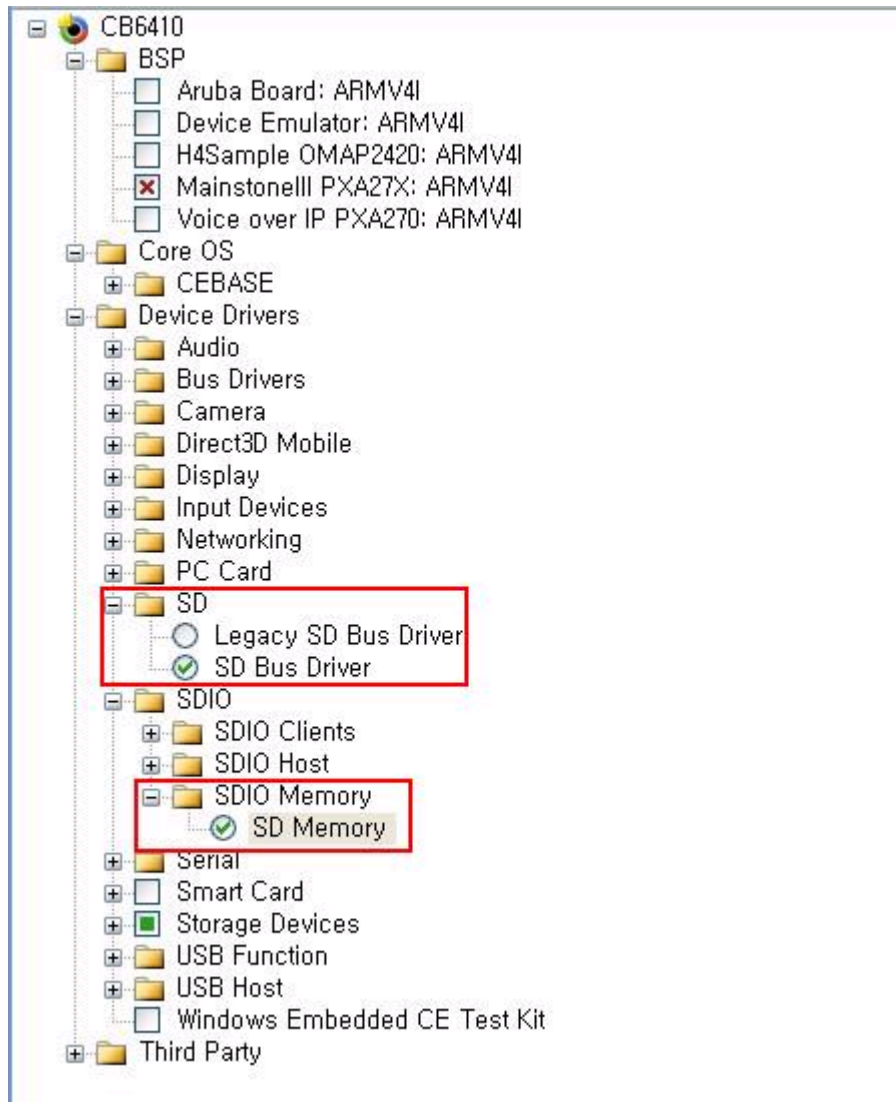 CB6410
BSP
Aruba Board: ARMV4I
Device Emulator: ARMV4I
H4Sample OMAP2420: ARMV4I
MainstoneIII PXA27X: ARMV4I
Voice over IP PXA270: ARMV4I
Core OS
CEBASE
Device Drivers
Audio
Bus Drivers
Camera
Direct3D Mobile
Display
Input Devices
Networking
PC Card
SD
Legacy SD Bus Driver
SD Bus Driver
SDIO
SDIO Clients
SDIO Host
SDIO Memory
SD Memory
Serial
Smart Card
Storage Devices
USB Function
USB Host
Windows Embedded CE Test Kit
Third Party